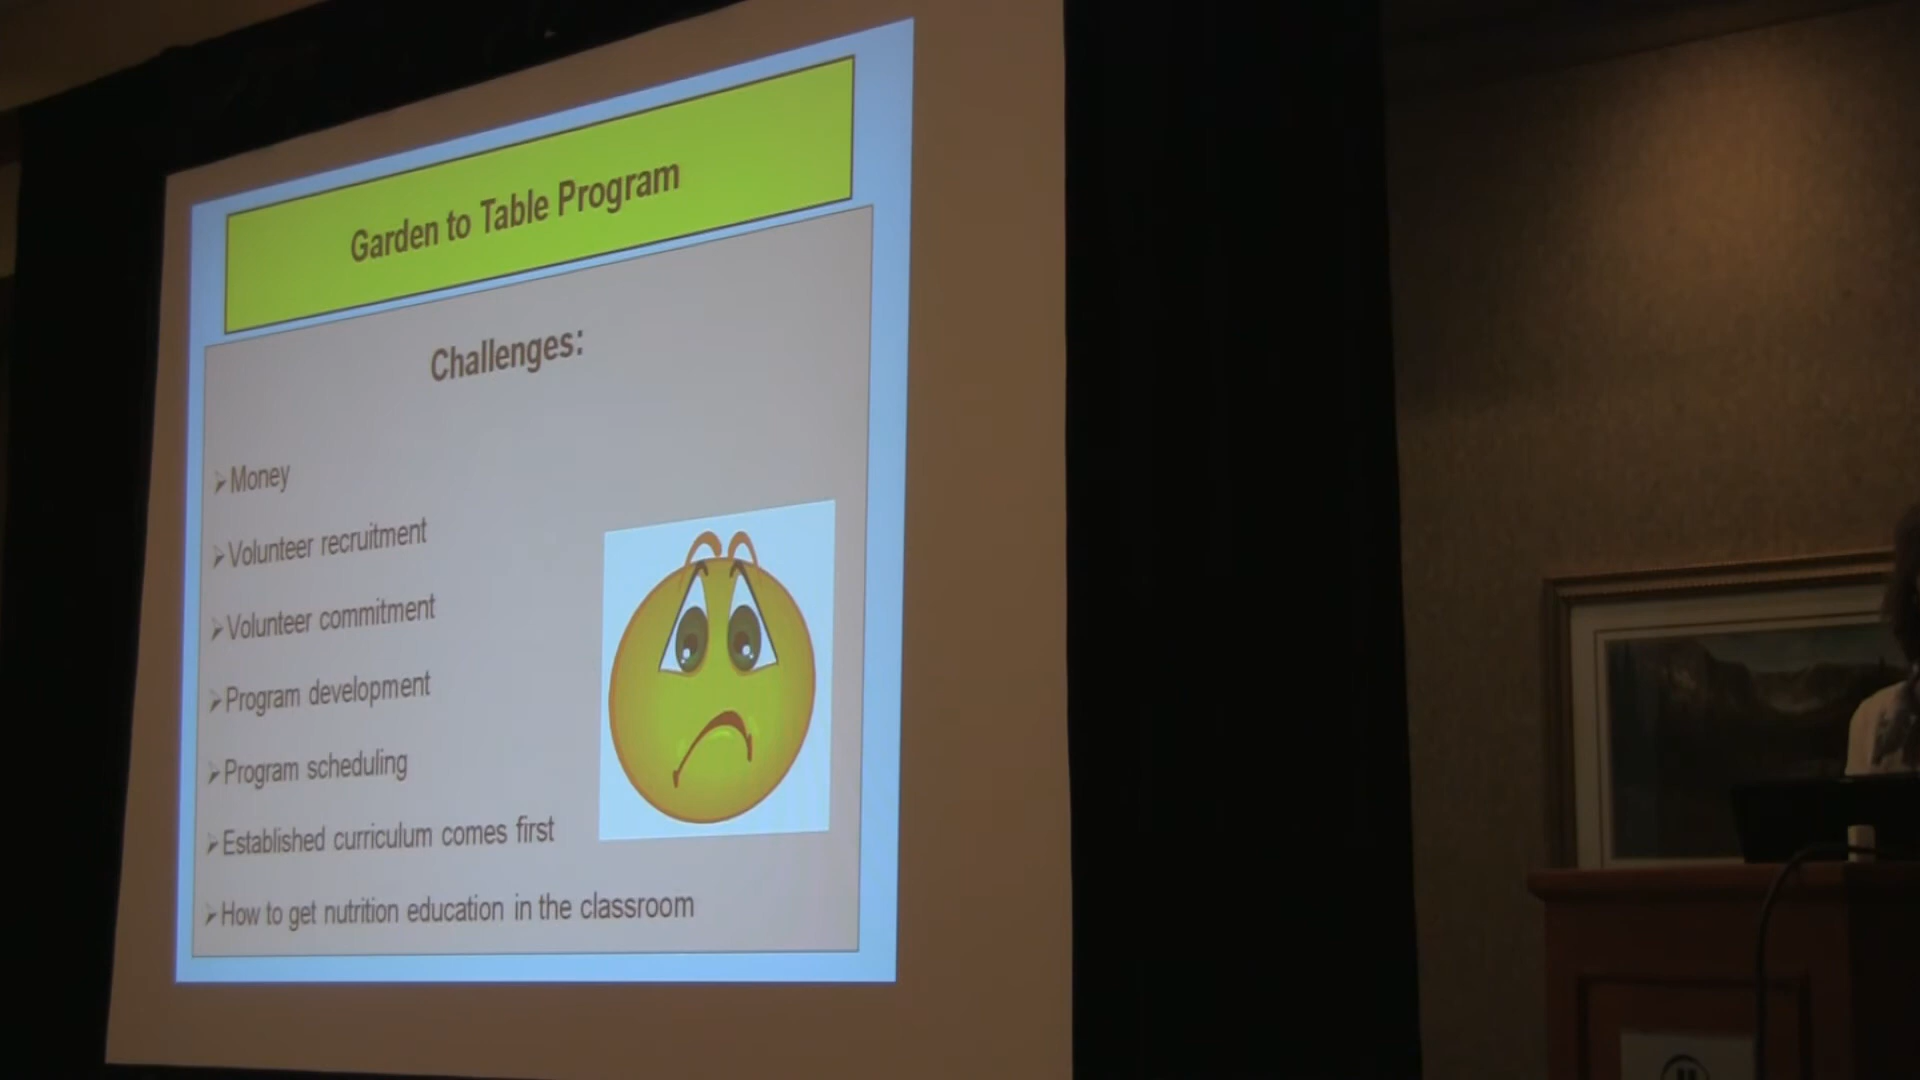 Garden to Table Program
Challenges:
Money
Volunteer recruitment
Volunteer commitment
Program development
Program scheduling
Established curriculum comes first
How to get nutrition education in the classroom